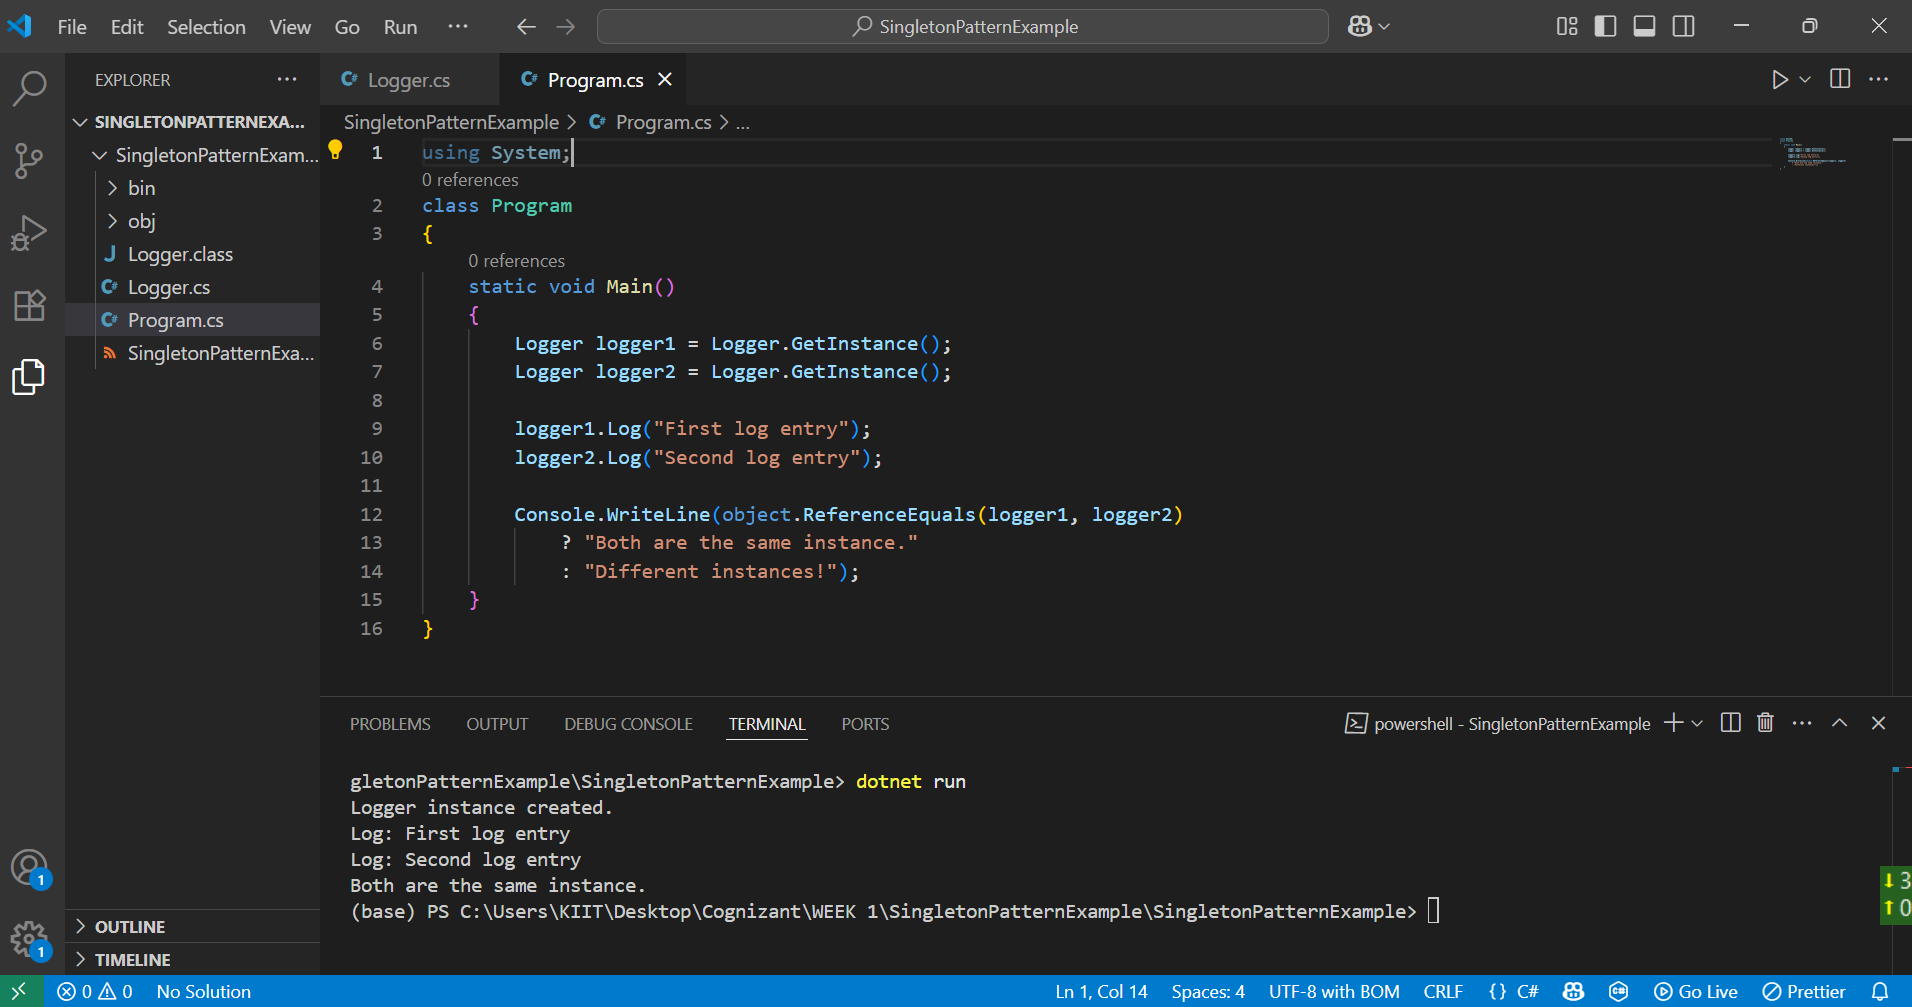 File Edit Selection View Go Run ···
SingletonPatternExample
EXPLORER ···
SINGLETONPATTERNEXA...
SingletonPatternExam...
bin
obj
J Logger.class
C# Logger.cs
C# Program.cs
SingletonPatternExa...
OUTLINE
TIMELINE
1
1
C# Logger.cs
C# Program.cs
SingletonPatternExample > C# Program.cs > ...
1 using System;
0 references
2 class Program
3 {
0 references
4 static void Main()
5 {
6 Logger logger1 = Logger.GetInstance();
7 Logger logger2 = Logger.GetInstance();
8
9 logger1.Log("First log entry");
10 logger2.Log("Second log entry");
11
12 Console.WriteLine(object.ReferenceEquals(logger1, logger2)
13 ? "Both are the same instance."
14 : "Different instances!");
15 }
16 }
PROBLEMS OUTPUT DEBUG CONSOLE TERMINAL PORTS
powershell - SingletonPatternExample
gletonPatternExample\SingletonPatternExample> dotnet run
Logger instance created.
Log: First log entry
Log: Second log entry
Both are the same instance.
(base) PS C:\Users\KIIT\Desktop\Cognizant\WEEK 1\SingletonPatternExample\SingletonPatternExample>
↓ 3
↑ 0
0 0 No Solution
Ln 1, Col 14 Spaces: 4 UTF-8 with BOM CRLF {} C# Go Live Prettier